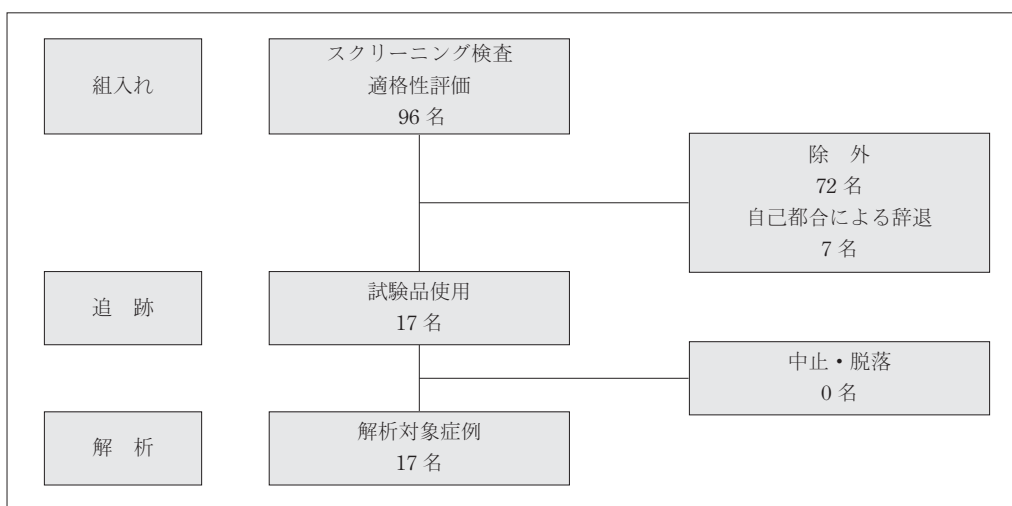 組入れ
スクリーニング検査
適格性評価
96 名
除　外
72 名
自己都合による辞退
7 名
追　跡
試験品使用
17 名
中止・脱落
0 名
解　析
解析対象症例
17 名